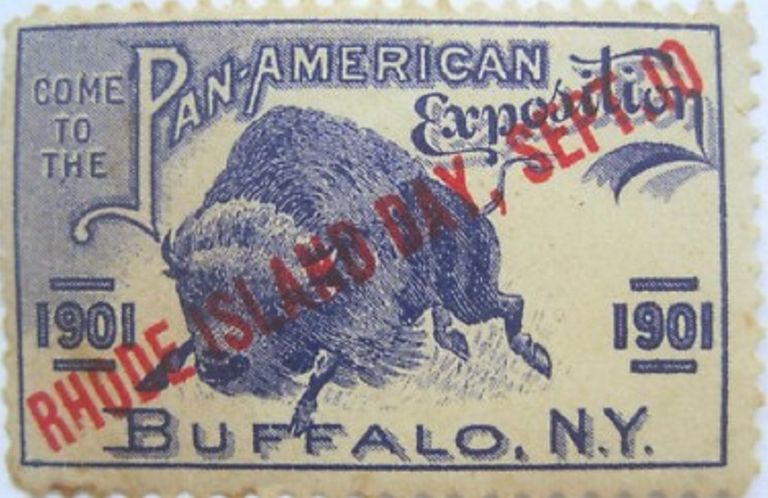 COME
TO
THE
PAN-AMERICAN
Exposition
1901
1901
RHODE ISLAND DAY, SEPT. 10
BUFFALO, N.Y.